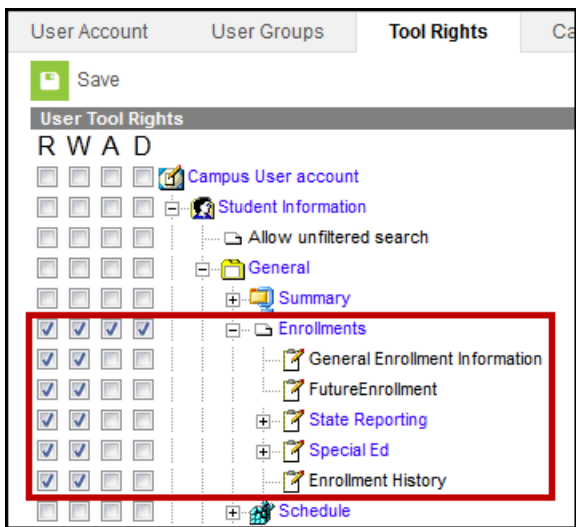 User Account User Groups Tool Rights Ca
Save
User Tool Rights
R W A D
Campus User account
Student Information
Allow unfiltered search
General
Summary
Enrollments
General Enrollment Information
FutureEnrollment
State Reporting
Special Ed
Enrollment History
Schedule